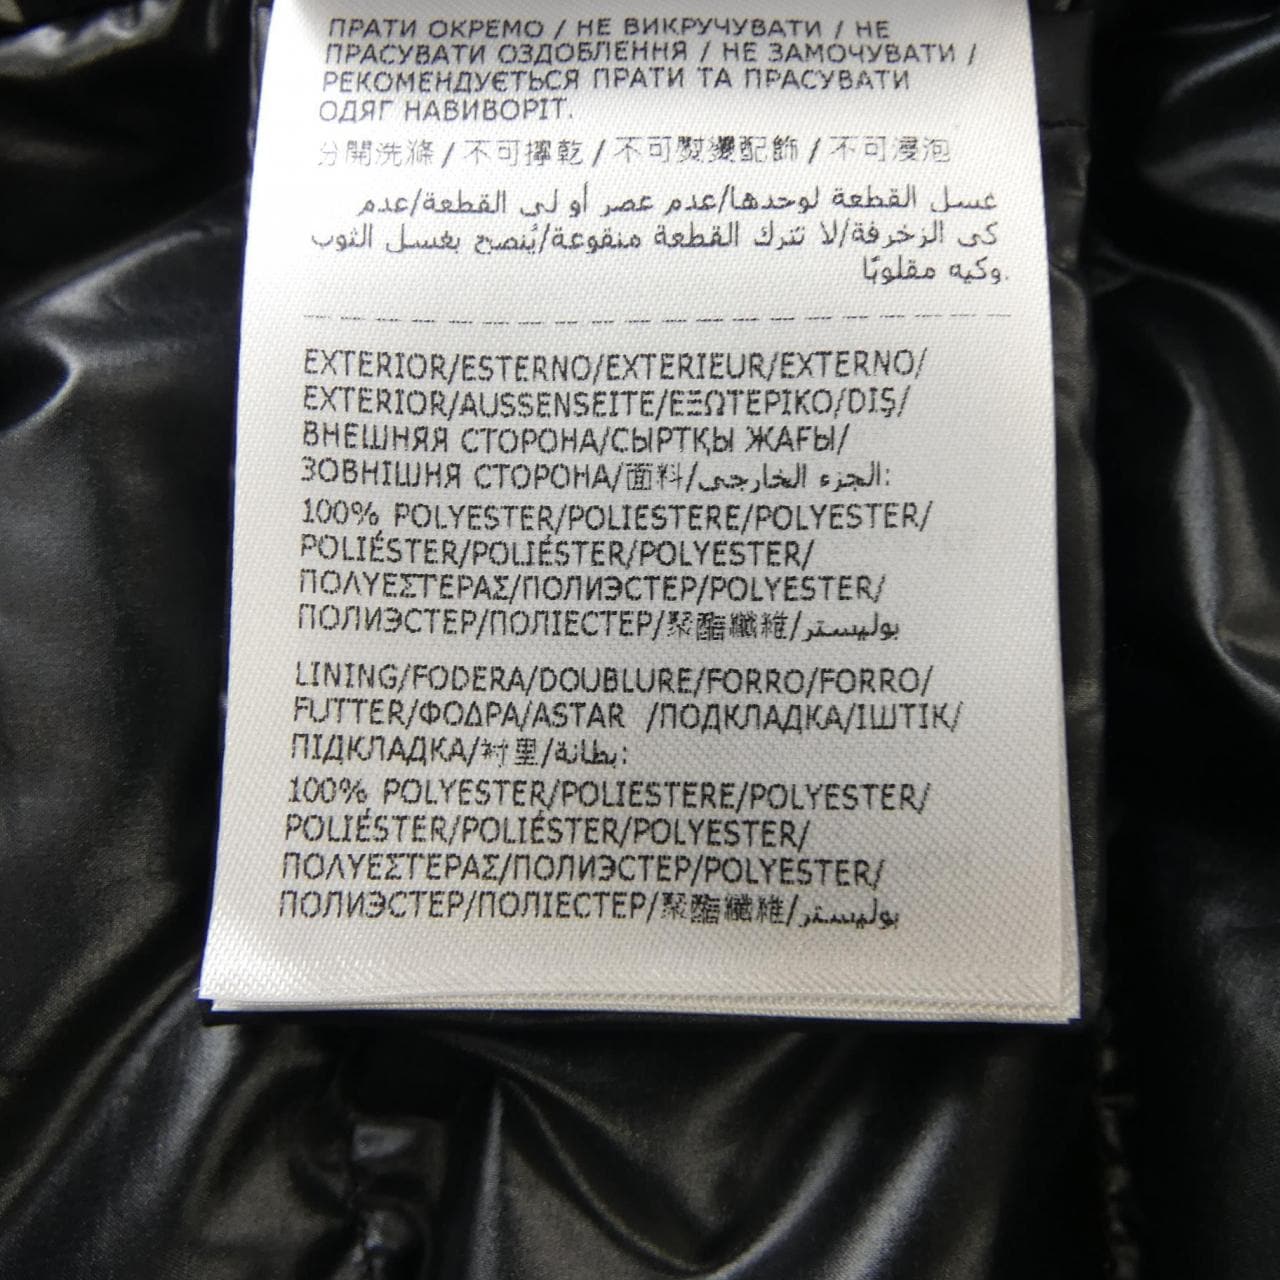 ПРАТИ ОКРЕМО / НЕ ВИКРУЧУВАТИ / НЕ
ПРАСУВАТИ ОЗДОБЛЕННЯ / НЕ ЗАМОЧУВАТИ /
РЕКОМЕНДУЄТЬСЯ ПРАТИ ТА ПРАСУВАТИ
ОДЯГ НАВИВОРІТ.
分開洗滌 / 不可擰乾 / 不可熨燙配飾 / 不可浸泡
غسل القطعة لوحدها/عدم عصر أو لي القطعة/عدم
كى الزخرفة/لا تترك القطعة منقوعة/يُنصح بغسل الثوب
وكيه مقلوبًا.
EXTERIOR/ESTERNO/EXTERIEUR/EXTERNO/
EXTERIOR/AUSSENSEITE/ΕΞΩΤΕΡΙΚΟ/DIŞ/
ВНЕШНЯЯ СТОРОНА/СЫРТҚЫ ЖАҒЫ/
ЗОВНІШНЯ СТОРОНА/面料/الجزء الخارجى:
100% POLYESTER/POLIESTERE/POLYESTER/
POLIÉSTER/POLIÉSTER/POLYESTER/
ΠΟΛΥΕΣΤΕΡΑΣ/ПОЛИЭСТЕР/POLYESTER/
ПОЛИЭСТЕР/ПОЛІЕСТЕР/聚酯纖維/بوليستر
LINING/FODERA/DOUBLURE/FORRO/FORRO/
FUTTER/ΦΟΔΡΑ/ASTAR /ПОДКЛАДКА/ІШТІК/
ПІДКЛАДКА/衬里/بطانة:
100% POLYESTER/POLIESTERE/POLYESTER/
POLIÉSTER/POLIÉSTER/POLYESTER/
ΠΟΛΥΕΣΤΕΡΑΣ/ПОЛИЭСТЕР/POLYESTER/
ПОЛИЭСТЕР/ПОЛІЕСТЕР/聚酯纖維/بوليستر